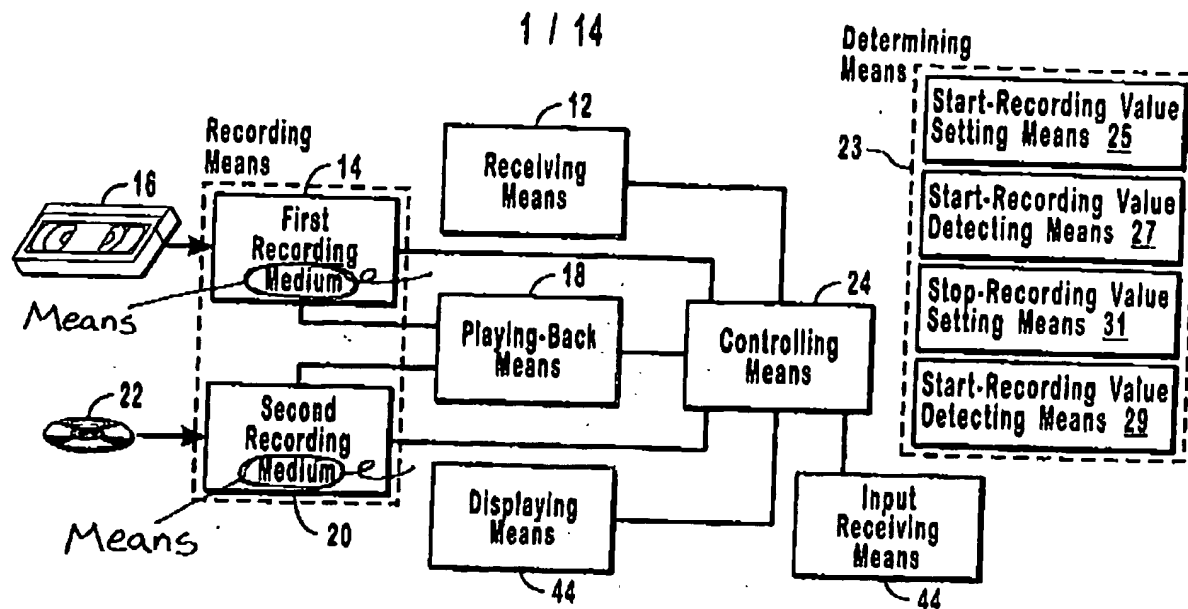 1 / 14
Determining
Means
23
Start-Recording Value
Setting Means 25
Start-Recording Value
Detecting Means 27
Stop-Recording Value
Setting Means 31
Start-Recording Value
Detecting Means 29
Recording
Means
16
14
First
Recording
Medium
e
Means
12
Receiving
Means
18
Playing-Back
Means
24
Controlling
Means
22
Second
Recording
Medium
e
Means
20
Displaying
Means
44
Input
Receiving
Means
44